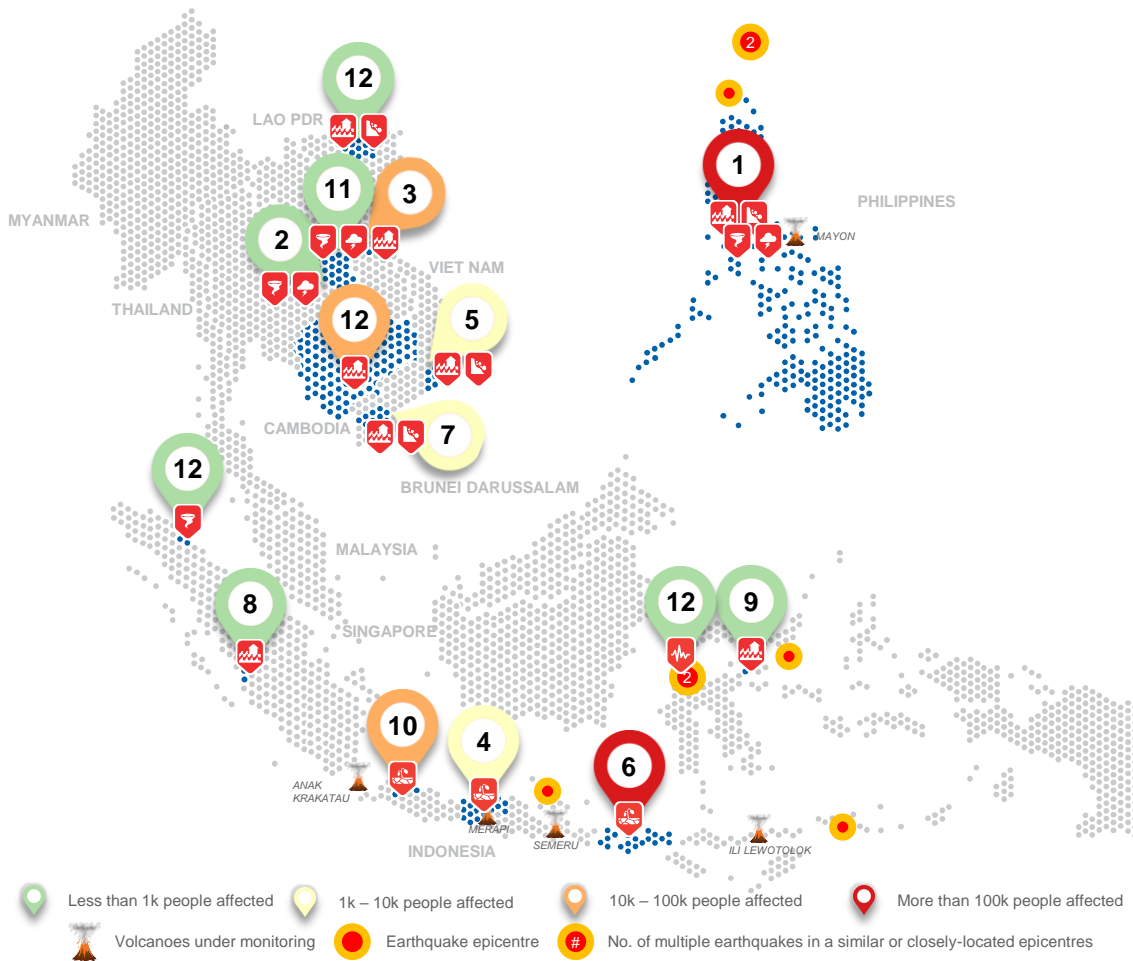 2
12
LAO PDR
1
11
3
MYANMAR
PHILIPPINES
2
MAYON
VIET NAM
THAILAND
12
5
CAMBODIA
7
12
BRUNEI DARUSSALAM
MALAYSIA
8
12
9
SINGAPORE
2
10
4
6
ANAK
KRAKATAU
MERAPI
SEMERU
ILI LEWOTOLOK
INDONESIA
Less than 1k people affected
1k – 10k people affected
10k – 100k people affected
More than 100k people affected
Volcanoes under monitoring
Earthquake epicentre
#
No. of multiple earthquakes in a similar or closely-located epicentres